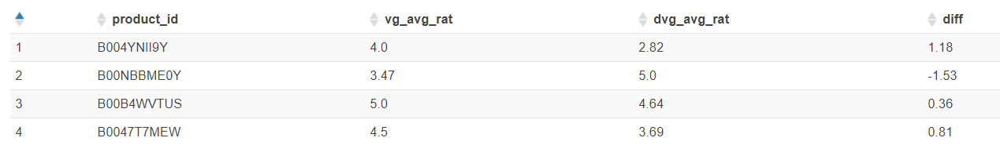 product_id vg_avg_rat dvg_avg_rat diff
1 B004YNII9Y 4.0 2.82 1.18
2 B00NBBME0Y 3.47 5.0 -1.53
3 B00B4WVTUS 5.0 4.64 0.36
4 B0047T7MEW 4.5 3.69 0.81